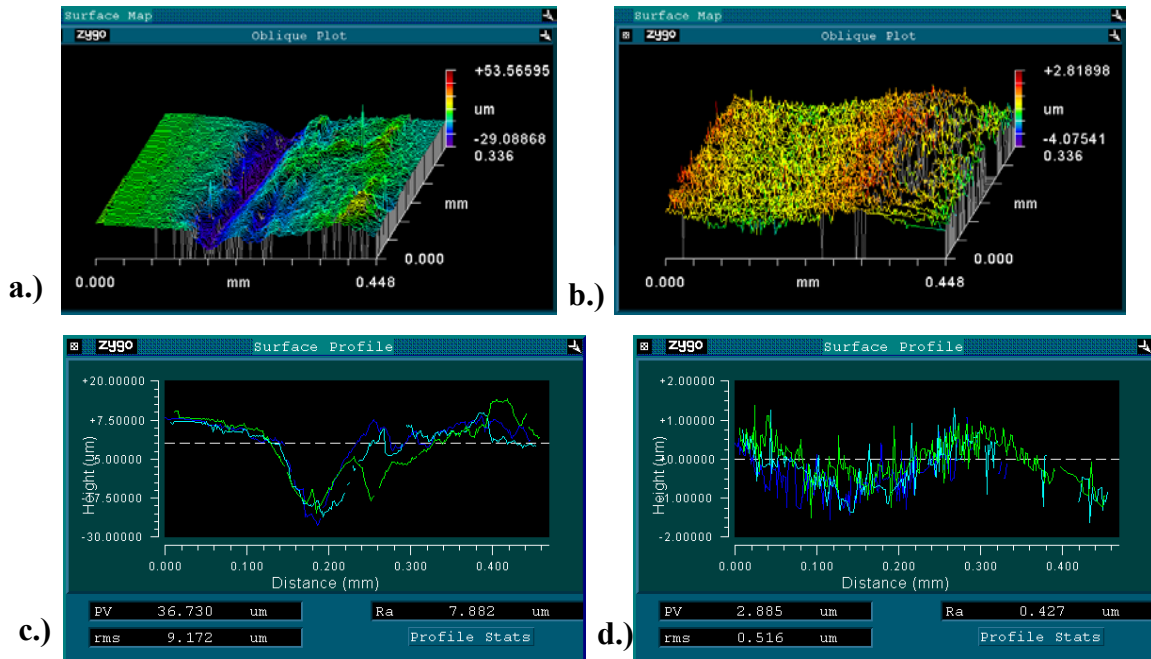 Surface Map
zygo Oblique Plot
+53.56595
um
-29.08868
0.336
mm
0.000
0.000 mm 0.448
a.)
Surface Map
zygo Oblique Plot
+2.81898
um
-4.07541
0.336
mm
0.000
0.000 mm 0.448
b.)
zygo Surface Profile
+20.00000
+7.50000
-5.00000
-17.50000
-30.00000
Height (um)
0.000 0.100 0.200 0.300 0.400
Distance (mm)
PV 36.730 um Ra 7.882 um
rms 9.172 um Profile Stats
c.)
zygo Surface Profile
+2.00000
+1.00000
+0.00000
-1.00000
-2.00000
Height (um)
0.000 0.100 0.200 0.300 0.400
Distance (mm)
PV 2.885 um Ra 0.427 um
rms 0.516 um Profile Stats
d.)